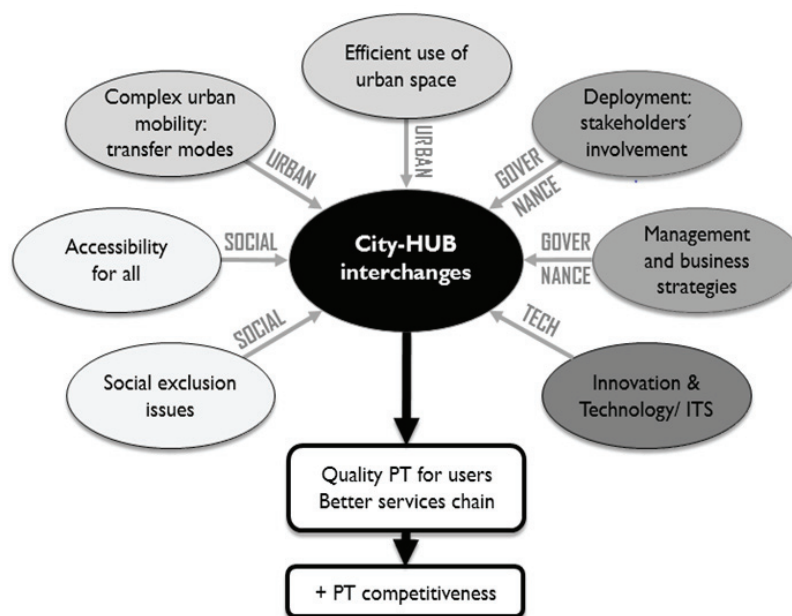 Efficient use of
urban space
Complex urban
mobility:
transfer modes
Deployment:
stakeholders´
involvement
URBAN
URBAN
GOVER
NANCE
Accessibility
for all
SOCIAL
City-HUB
interchanges
GOVER
NANCE
Management
and business
strategies
SOCIAL
TECH
Social exclusion
issues
Innovation &
Technology/ ITS
Quality PT for users
Better services chain
+ PT competitiveness